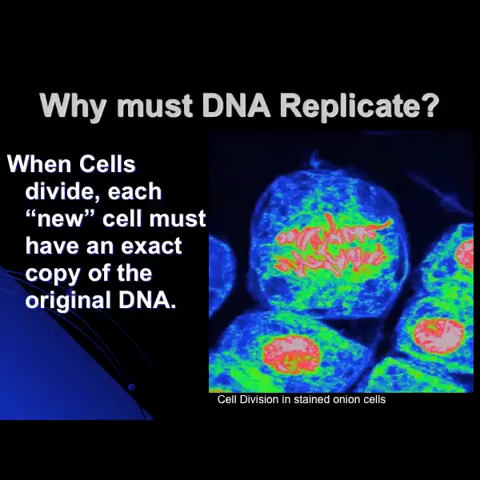 Why must DNA Replicate?
When Cells
divide, each
“new” cell must
have an exact
copy of the
original DNA.
Cell Division in stained onion cells